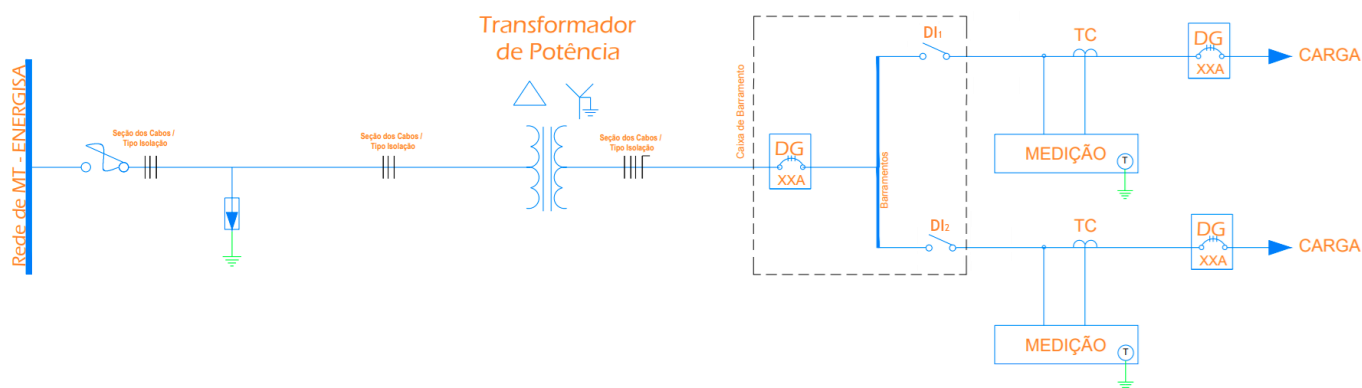 Rede de MT - ENERGISA
Seção dos Cabos /
Tipo Isolação
Seção dos Cabos /
Tipo Isolação
Transformador
de Potência
Seção dos Cabos /
Tipo Isolação
Caixa de Barramento
DG
XXA
Barramentos
DI1
TC
DG
XXA
CARGA
MEDIÇÃO
T
DI2
TC
DG
XXA
CARGA
MEDIÇÃO
T